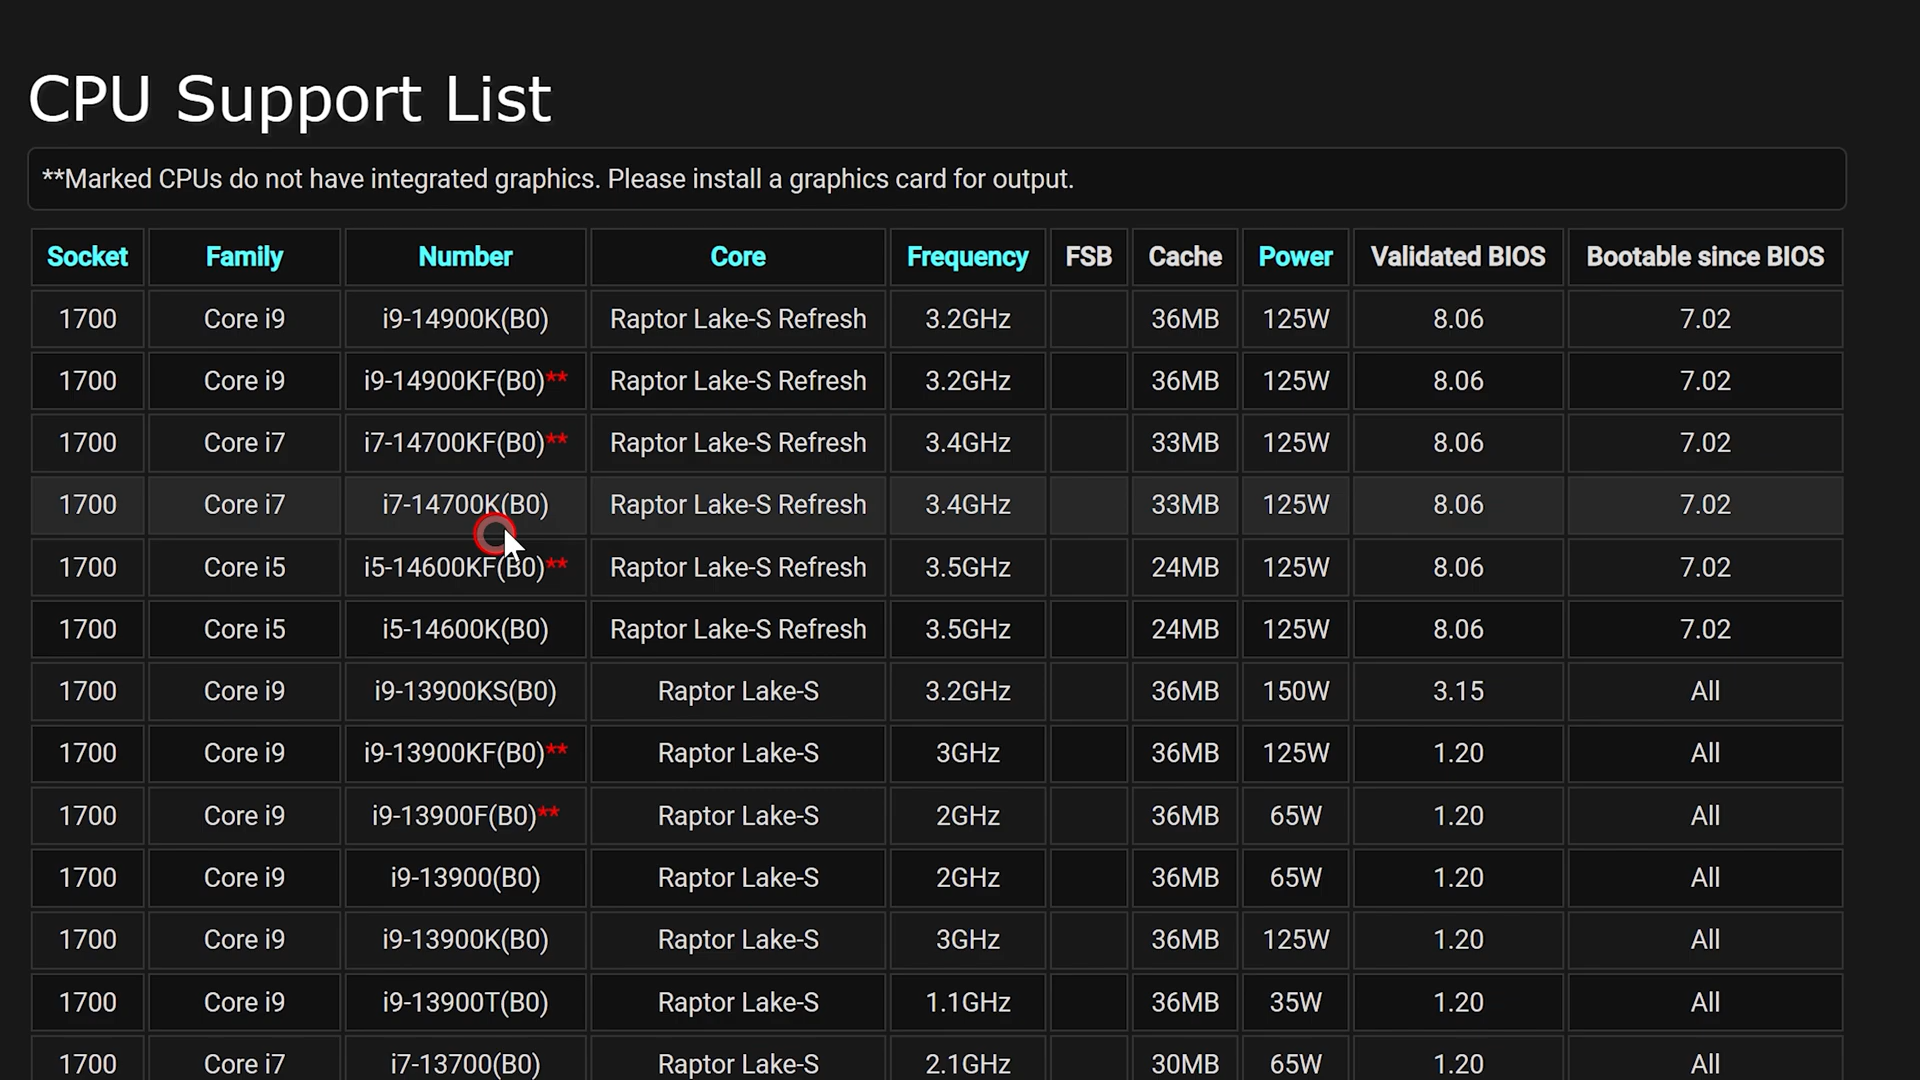 CPU Support List
**Marked CPUs do not have integrated graphics. Please install a graphics card for output.
Socket Family Number Core Frequency FSB Cache Power Validated BIOS Bootable since BIOS
1700 Core i9 i9-14900K(B0) Raptor Lake-S Refresh 3.2GHz 36MB 125W 8.06 7.02
1700 Core i9 i9-14900KF(B0)** Raptor Lake-S Refresh 3.2GHz 36MB 125W 8.06 7.02
1700 Core i7 i7-14700KF(B0)** Raptor Lake-S Refresh 3.4GHz 33MB 125W 8.06 7.02
1700 Core i7 i7-14700K(B0) Raptor Lake-S Refresh 3.4GHz 33MB 125W 8.06 7.02
1700 Core i5 i5-14600KF(B0)** Raptor Lake-S Refresh 3.5GHz 24MB 125W 8.06 7.02
1700 Core i5 i5-14600K(B0) Raptor Lake-S Refresh 3.5GHz 24MB 125W 8.06 7.02
1700 Core i9 i9-13900KS(B0) Raptor Lake-S 3.2GHz 36MB 150W 3.15 All
1700 Core i9 i9-13900KF(B0)** Raptor Lake-S 3GHz 36MB 125W 1.20 All
1700 Core i9 i9-13900F(B0)** Raptor Lake-S 2GHz 36MB 65W 1.20 All
1700 Core i9 i9-13900(B0) Raptor Lake-S 2GHz 36MB 65W 1.20 All
1700 Core i9 i9-13900K(B0) Raptor Lake-S 3GHz 36MB 125W 1.20 All
1700 Core i9 i9-13900T(B0) Raptor Lake-S 1.1GHz 36MB 35W 1.20 All
1700 Core i7 i7-13700(B0) Raptor Lake-S 2.1GHz 30MB 65W 1.20 All